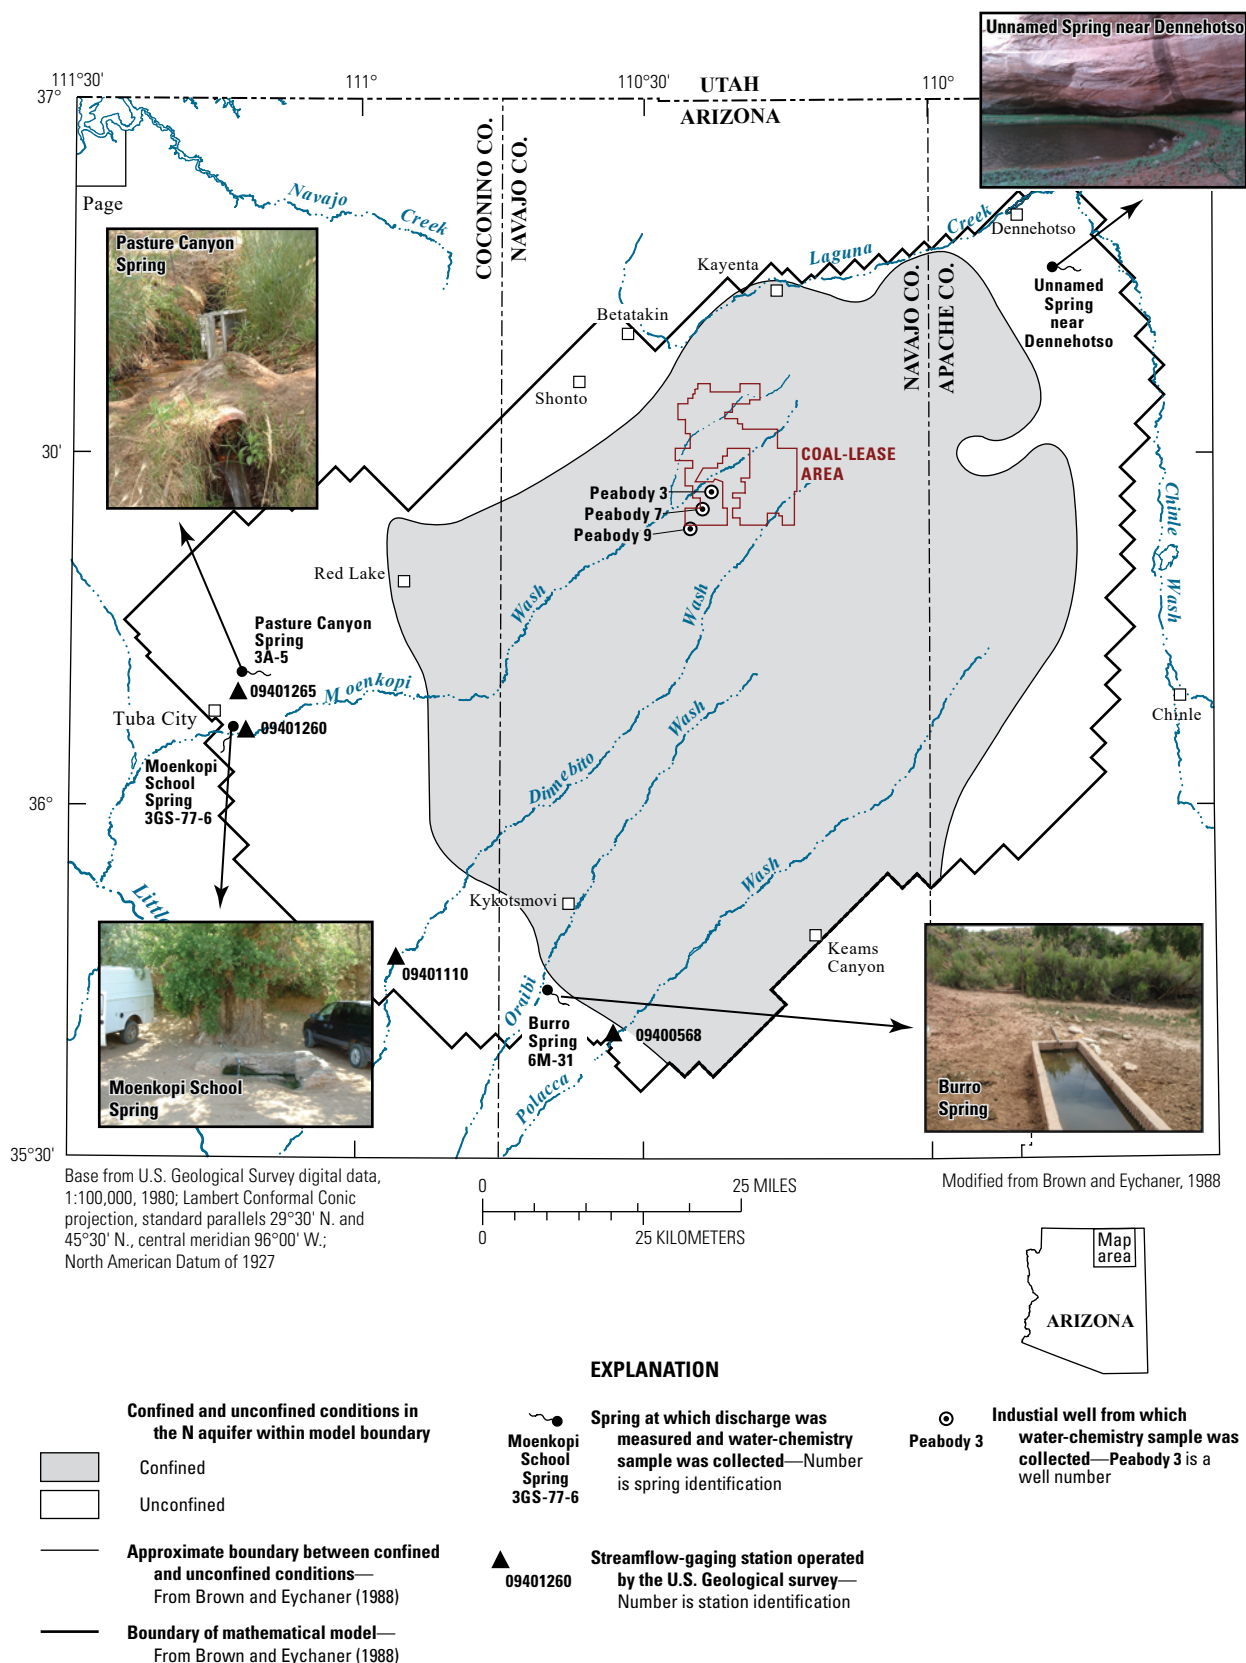 Unnamed Spring near Dennehotso
111°30'
111°
110°30'
110°
37°
UTAH
ARIZONA
COCONINO CO.
NAVAJO CO.
Page
Navajo
Creek
Pasture Canyon
Spring
Laguna
Creek
Dennehotso
Kayenta
Betatakin
Shonto
Unnamed
Spring
near
Dennehotso
NAVAJO CO.
APACHE CO.
30'
COAL-LEASE
AREA
Peabody 3
Peabody 7
Peabody 9
Chinle
Wash
Red Lake
Wash
Wash
Pasture Canyon
Spring
3A-5
09401265
Moenkopi
Wash
Tuba City
09401260
Chinle
Moenkopi
School
Spring
3GS-77-6
Dinnebito
36°
Wash
Little
Kykotsmovi
Keams
Canyon
09401110
Oraibi
Burro
Spring
6M-31
09400568
Polacca
Moenkopi School
Spring
Burro
Spring
35°30'
Base from U.S. Geological Survey digital data,
1:100,000, 1980; Lambert Conformal Conic
projection, standard parallels 29°30' N. and
45°30' N., central meridian 96°00' W.;
North American Datum of 1927
0
25 MILES
0
25 KILOMETERS
Modified from Brown and Eychaner, 1988
Map
area
ARIZONA
EXPLANATION
Confined and unconfined conditions in
the N aquifer within model boundary
Confined
Unconfined
Approximate boundary between confined
and unconfined conditions—
From Brown and Eychaner (1988)
Boundary of mathematical model—
From Brown and Eychaner (1988)
Moenkopi
School
Spring
3GS-77-6
Spring at which discharge was
measured and water-chemistry
sample was collected—Number
is spring identification
09401260
Streamflow-gaging station operated
by the U.S. Geological survey—
Number is station identification
Peabody 3
Industial well from which
water-chemistry sample was
collected—Peabody 3 is a
well number